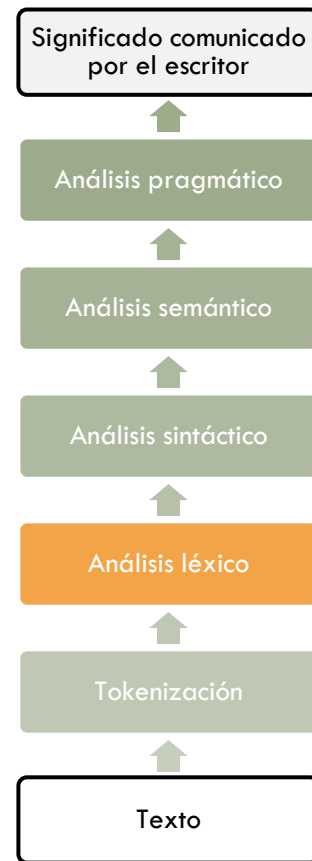 Significado comunicado
por el escritor
Análisis pragmático
Análisis semántico
Análisis sintáctico
Análisis léxico
Tokenización
Texto